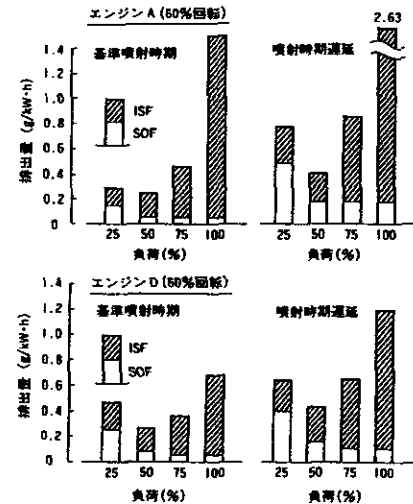 エンジンA(60%回転)
2.63
基準噴射時期
噴射時期遅延
1.4
1.2
1.0
0.8
0.6
0.4
0.2
0
排出量(g/kW·h)
ISF
SOF
25 50 75 100
25 50 75 100
負荷(%)
負荷(%)
エンジンD(60%回転)
基準噴射時期
噴射時期遅延
1.4
1.2
1.0
0.8
0.6
0.4
0.2
0
排出量(g/kW·h)
ISF
SOF
25 50 75 100
25 50 75 100
負荷(%)
負荷(%)